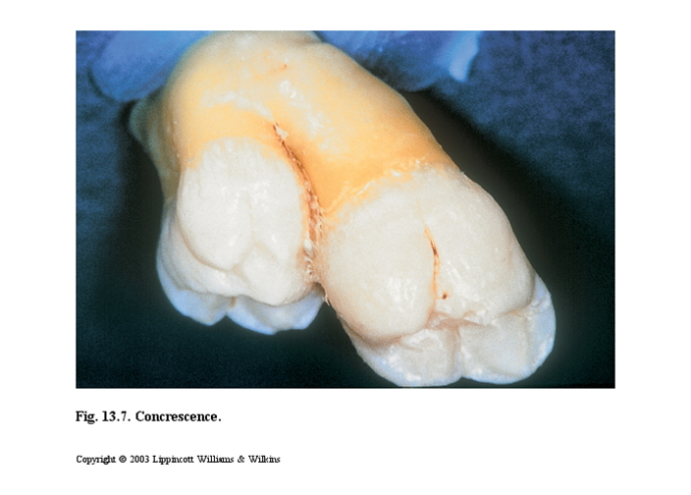 Fig. 13.7. Concrescence.
Copyright © 2003 Lippincott Williams & Wilkins